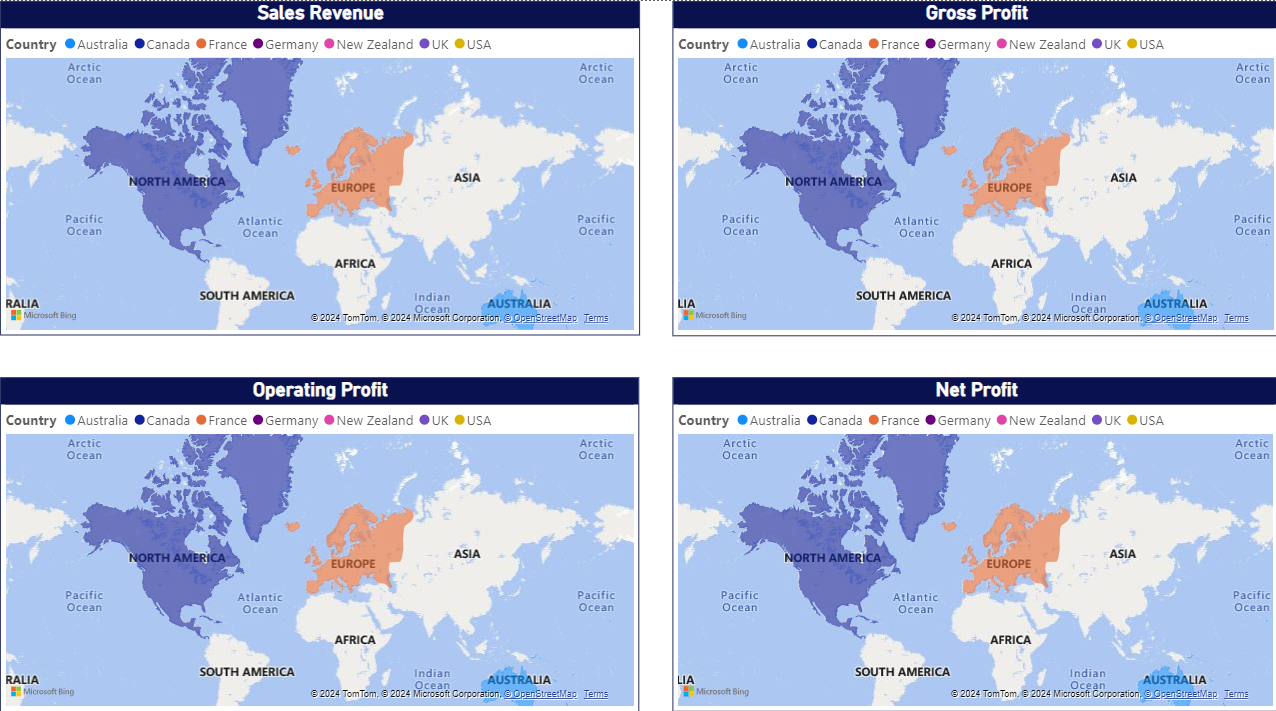 Sales Revenue
Country Australia Canada France Germany New Zealand UK USA
Arctic Ocean
Arctic Ocean
NORTH AMERICA
EUROPE
ASIA
Pacific Ocean
Atlantic Ocean
Pacific Ocean
AFRICA
SOUTH AMERICA
Indian Ocean
RALIA
AUSTRALIA
Microsoft Bing
© 2024 TomTom, © 2024 Microsoft Corporation, © OpenStreetMap Terms
Gross Profit
Country Australia Canada France Germany New Zealand UK USA
Arctic Ocean
Arctic Ocean
NORTH AMERICA
EUROPE
ASIA
Pacific Ocean
Atlantic Ocean
Pacific Ocean
AFRICA
SOUTH AMERICA
Indian Ocean
LIA
AUSTRALIA
Microsoft Bing
© 2024 TomTom, © 2024 Microsoft Corporation, © OpenStreetMap Terms
Operating Profit
Country Australia Canada France Germany New Zealand UK USA
Arctic Ocean
Arctic Ocean
NORTH AMERICA
EUROPE
ASIA
Pacific Ocean
Atlantic Ocean
Pacific Ocean
AFRICA
SOUTH AMERICA
Indian Ocean
RALIA
AUSTRALIA
Microsoft Bing
© 2024 TomTom, © 2024 Microsoft Corporation, © OpenStreetMap Terms
Net Profit
Country Australia Canada France Germany New Zealand UK USA
Arctic Ocean
Arctic Ocean
NORTH AMERICA
EUROPE
ASIA
Pacific Ocean
Atlantic Ocean
Pacific Ocean
AFRICA
SOUTH AMERICA
Indian Ocean
LIA
AUSTRALIA
Microsoft Bing
© 2024 TomTom, © 2024 Microsoft Corporation, © OpenStreetMap Terms